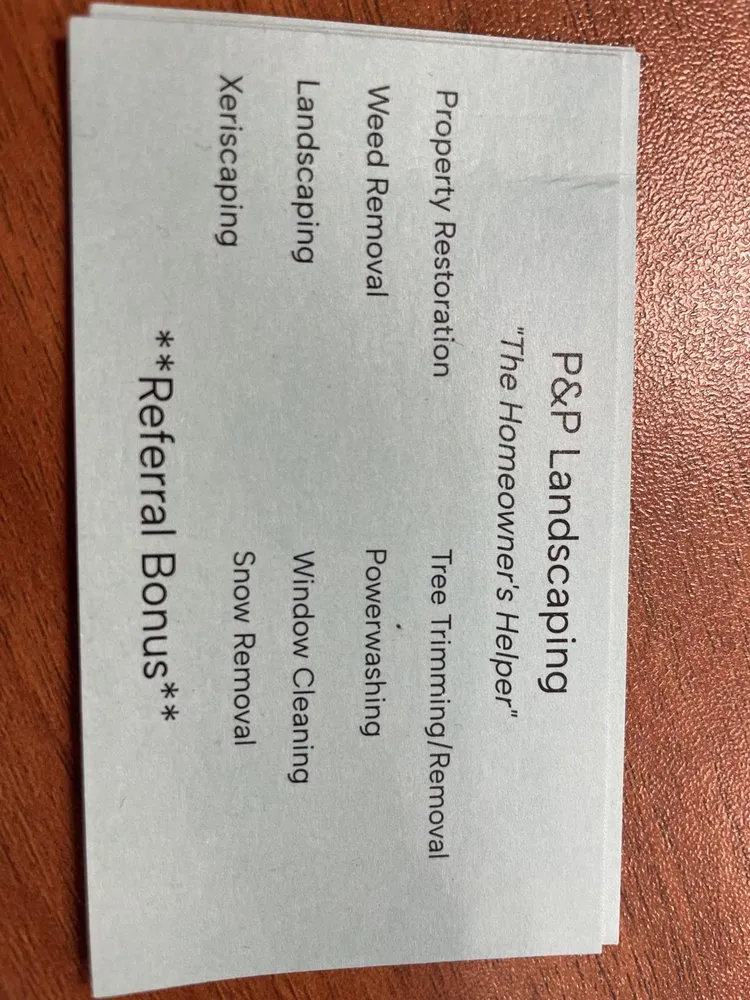 P&P Landscaping
"The Homeowner's Helper"
Property Restoration
Weed Removal
Landscaping
Xeriscaping
Tree Trimming/Removal
Powerwashing
Window Cleaning
Snow Removal
**Referral Bonus**